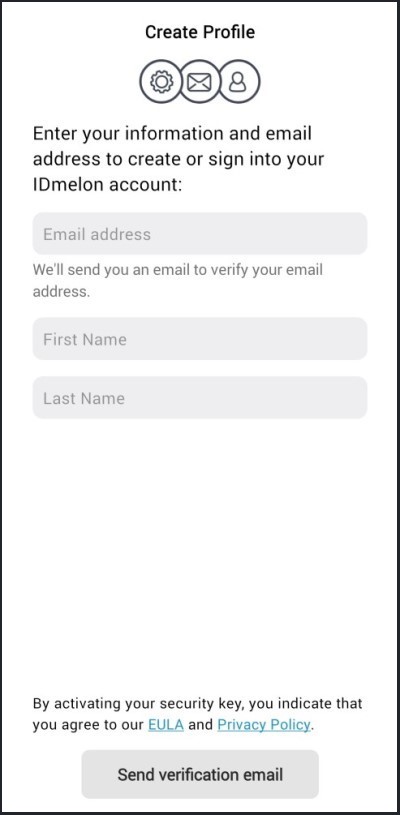 Create Profile
Enter your information and email
address to create or sign into your
IDmelon account:
Email address
We'll send you an email to verify your email
address.
First Name
Last Name
By activating your security key, you indicate that
you agree to our EULA and Privacy Policy.
Send verification email